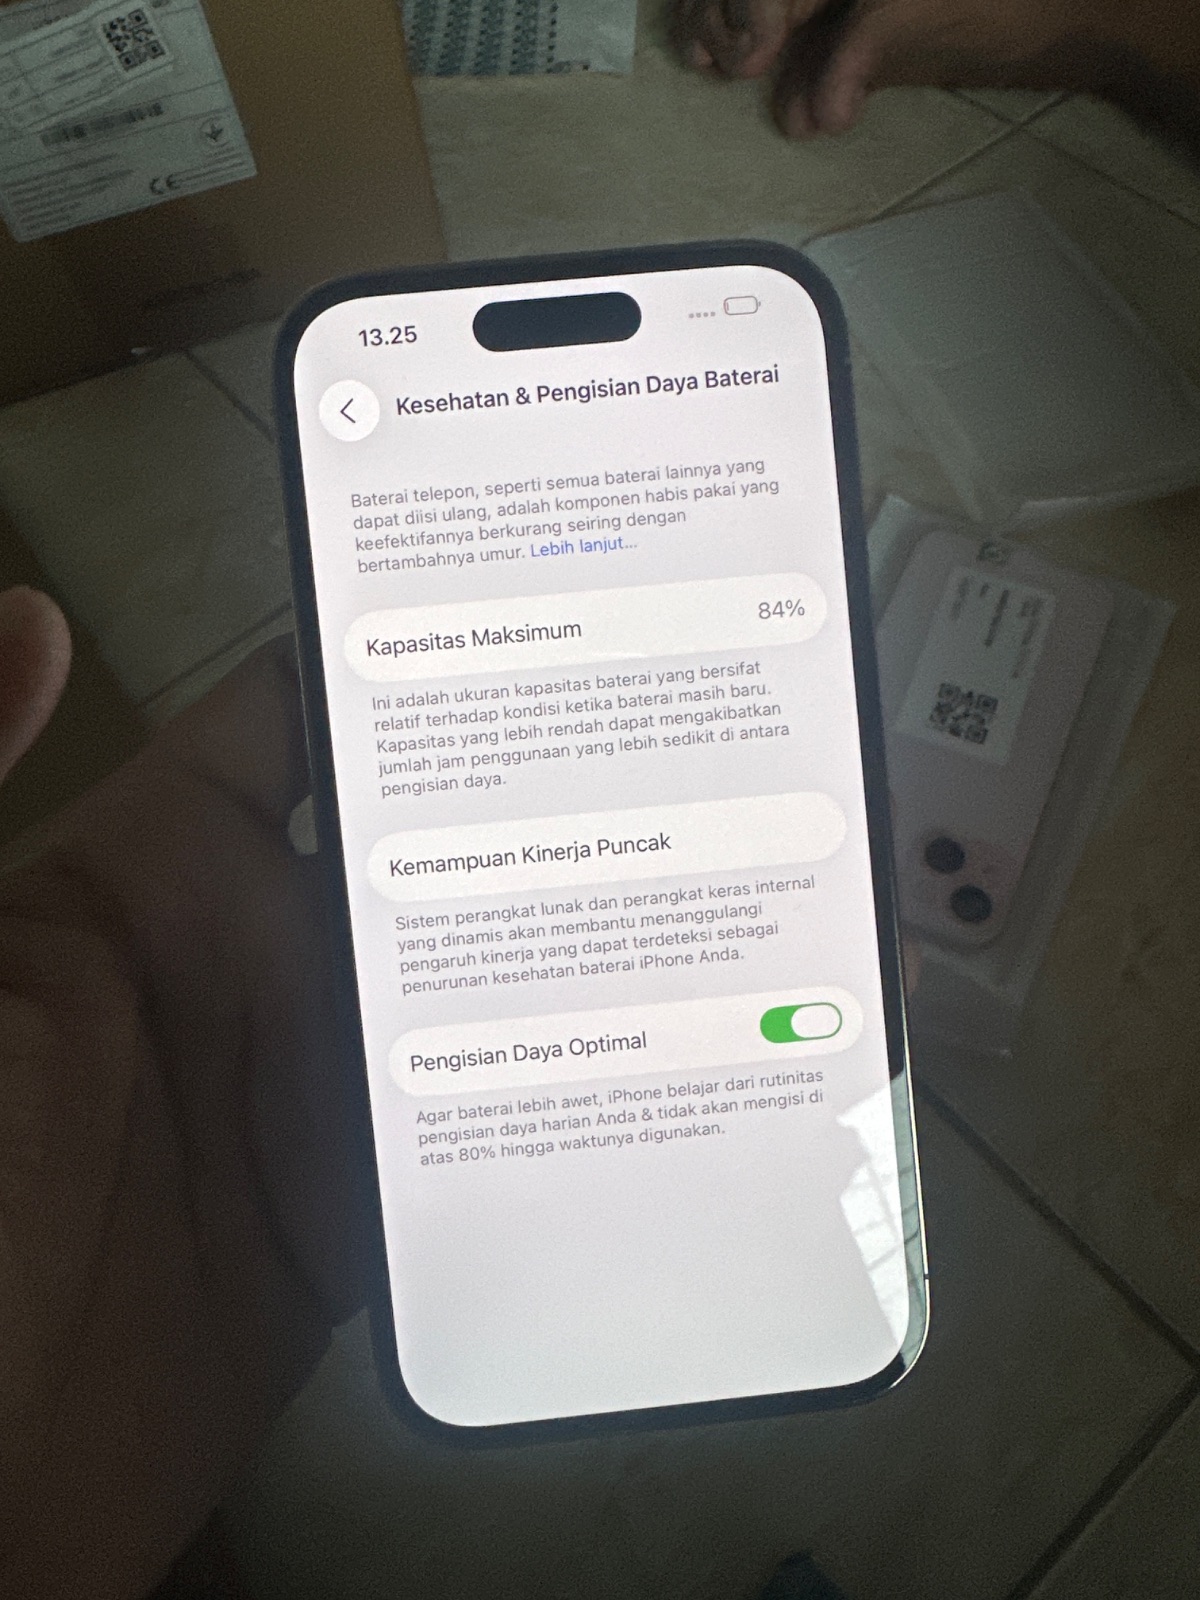 CE
13.25
Kesehatan & Pengisian Daya Baterai
Baterai telepon, seperti semua baterai lainnya yang
dapat diisi ulang, adalah komponen habis pakai yang
keefektifannya berkurang seiring dengan
bertambahnya umur. Lebih lanjut...
Kapasitas Maksimum 84%
Ini adalah ukuran kapasitas baterai yang bersifat
relatif terhadap kondisi ketika baterai masih baru.
Kapasitas yang lebih rendah dapat mengakibatkan
jumlah jam penggunaan yang lebih sedikit di antara
pengisian daya.
Kemampuan Kinerja Puncak
Sistem perangkat lunak dan perangkat keras internal
yang dinamis akan membantu menanggulangi
pengaruh kinerja yang dapat terdeteksi sebagai
penurunan kesehatan baterai iPhone Anda.
Pengisian Daya Optimal
Agar baterai lebih awet, iPhone belajar dari rutinitas
pengisian daya harian Anda & tidak akan mengisi di
atas 80% hingga waktunya digunakan.